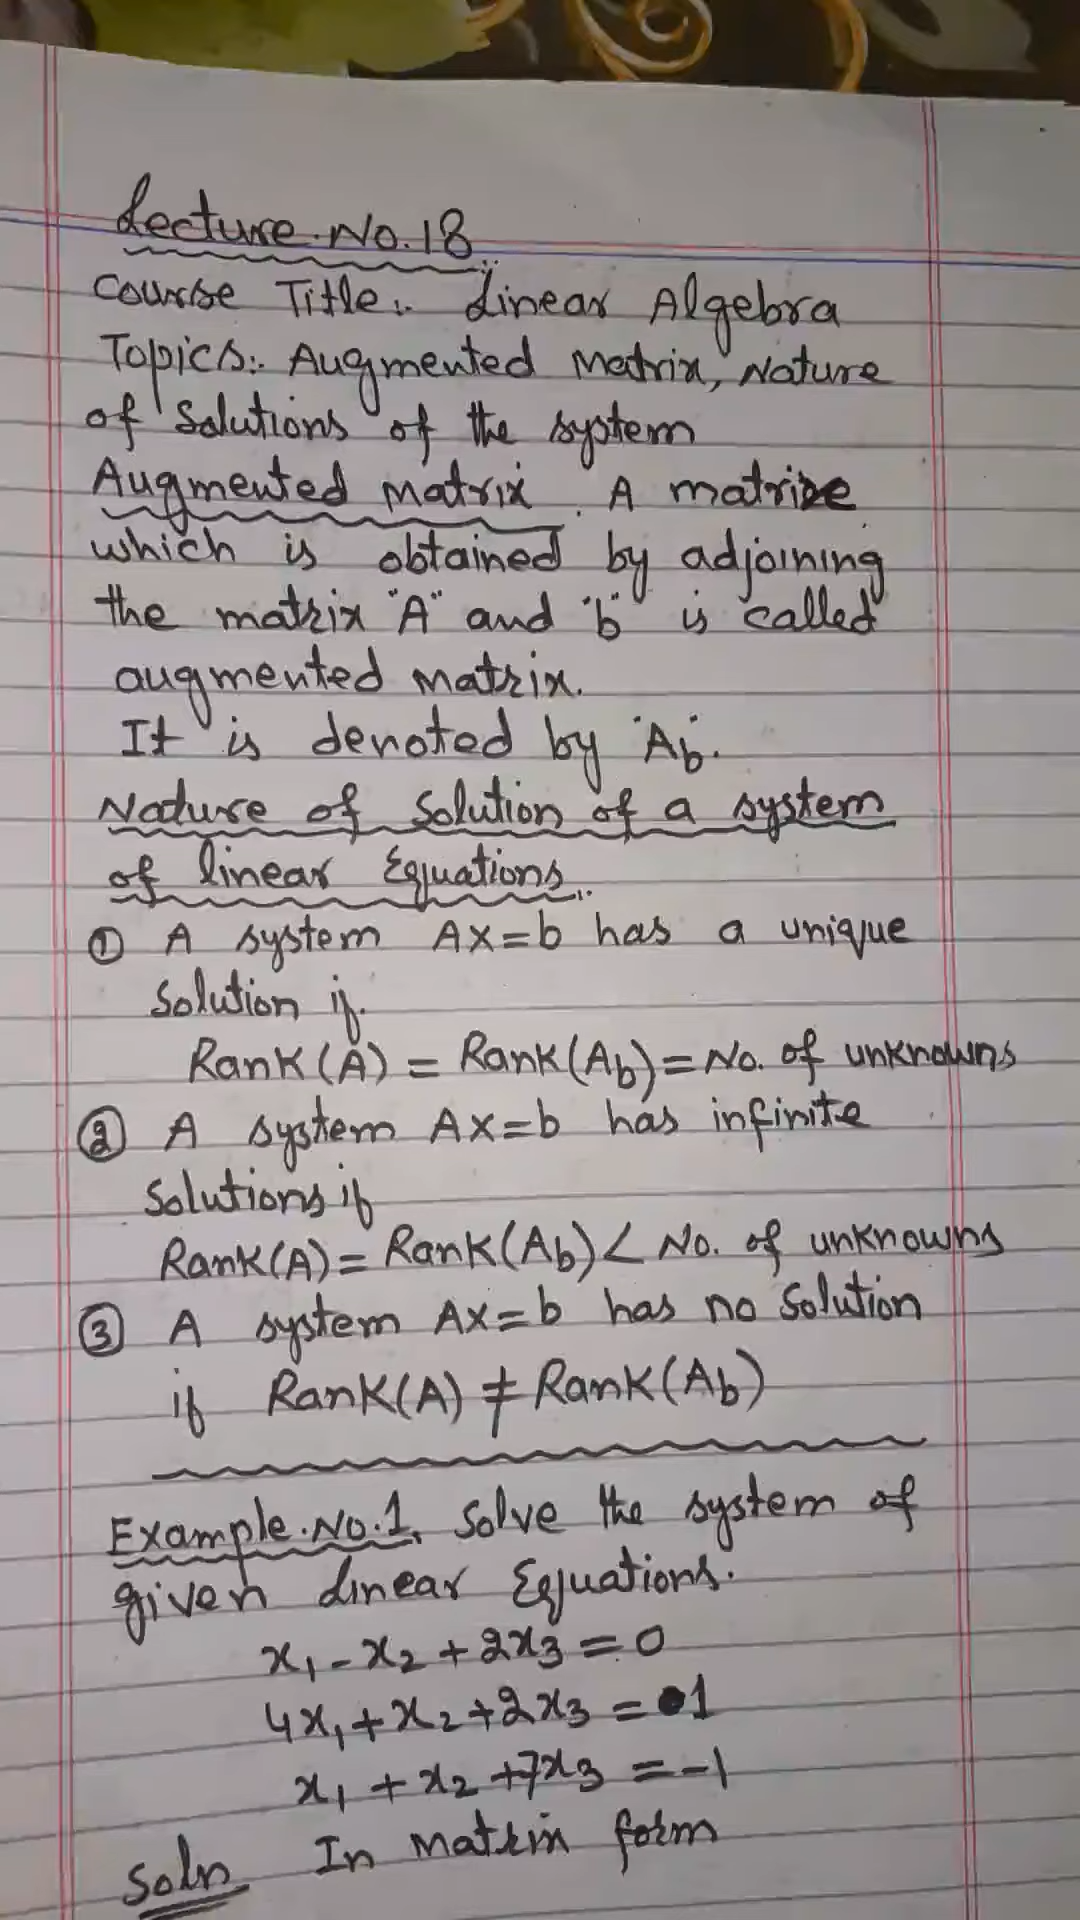 Lecture.No.18
Course Title:. Linear Algebra
Topics:. Augmented Matrix, Nature
of Solutions of the system
Augmented Matrix. A matrixe
which is obtained by adjoining
the matrix "A" and "b" is called
augmented matrix.
It is denoted by "Ab".
Nature of Solution of a system
of linear Equations..
① A system AX=b has a unique
Solution if.
Rank(A) = Rank(Ab)=No. of unknowns
② A system AX=b has infinite
Solutions if
Rank(A)=Rank(Ab)< No. of unknowns
③ A system AX=b has no Solution
if Rank(A) ≠ Rank(Ab)
Example.No.1. Solve the system of
given Linear Equations.
x₁-x₂+2x₃=0
4x₁+x₂+2x₃=1
x₁+x₂+7x₃=-1
Soln In Matrix form